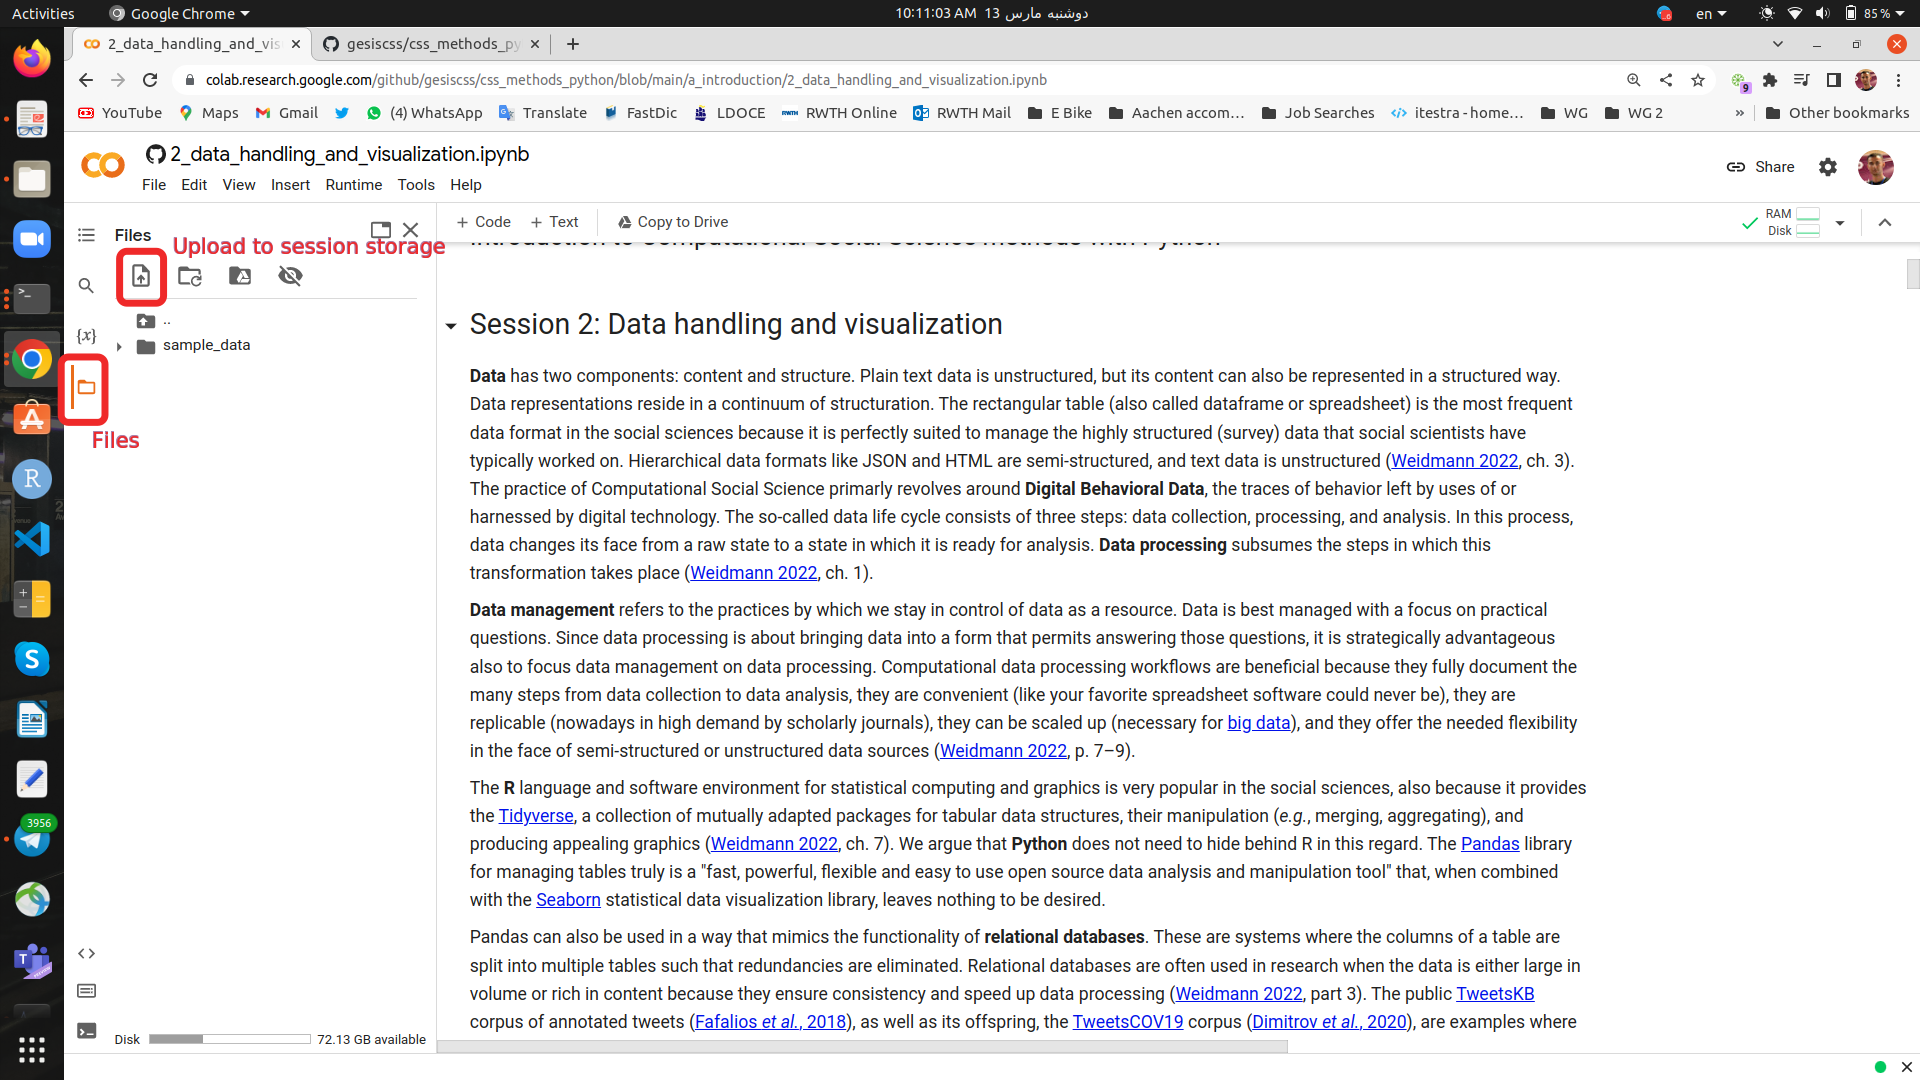 Activities
Google Chrome
10:11:03 AM دوشنبه مارس 13
en
85 %
2_data_handling_and_vis
gesiscss/css_methods_py
colab.research.google.com/github/gesiscss/css_methods_python/blob/main/a_introduction/2_data_handling_and_visualization.ipynb
9
YouTube
Maps
Gmail
(4) WhatsApp
Translate
FastDic
LDOCE
RWTH Online
RWTH Mail
E Bike
Aachen accom…
Job Searches
itestra - home…
WG
WG 2
»
Other bookmarks
2_data_handling_and_visualization.ipynb
File Edit View Insert Runtime Tools Help
Share
+ Code
+ Text
Copy to Drive
RAM
Disk
Files
Upload to session storage
..
{x}
sample_data
Files
Introduction to Computational Social Science methods with Python
Session 2: Data handling and visualization
Data has two components: content and structure. Plain text data is unstructured, but its content can also be represented in a structured way.
Data representations reside in a continuum of structuration. The rectangular table (also called dataframe or spreadsheet) is the most frequent
data format in the social sciences because it is perfectly suited to manage the highly structured (survey) data that social scientists have
typically worked on. Hierarchical data formats like JSON and HTML are semi-structured, and text data is unstructured (Weidmann 2022, ch. 3).
The practice of Computational Social Science primarly revolves around Digital Behavioral Data, the traces of behavior left by uses of or
harnessed by digital technology. The so-called data life cycle consists of three steps: data collection, processing, and analysis. In this process,
data changes its face from a raw state to a state in which it is ready for analysis. Data processing subsumes the steps in which this
transformation takes place (Weidmann 2022, ch. 1).
Data management refers to the practices by which we stay in control of data as a resource. Data is best managed with a focus on practical
questions. Since data processing is about bringing data into a form that permits answering those questions, it is strategically advantageous
also to focus data management on data processing. Computational data processing workflows are beneficial because they fully document the
many steps from data collection to data analysis, they are convenient (like your favorite spreadsheet software could never be), they are
replicable (nowadays in high demand by scholarly journals), they can be scaled up (necessary for big data), and they offer the needed flexibility
in the face of semi-structured or unstructured data sources (Weidmann 2022, p. 7–9).
The R language and software environment for statistical computing and graphics is very popular in the social sciences, also because it provides
the Tidyverse, a collection of mutually adapted packages for tabular data structures, their manipulation (e.g., merging, aggregating), and
producing appealing graphics (Weidmann 2022, ch. 7). We argue that Python does not need to hide behind R in this regard. The Pandas library
for managing tables truly is a "fast, powerful, flexible and easy to use open source data analysis and manipulation tool" that, when combined
with the Seaborn statistical data visualization library, leaves nothing to be desired.
Pandas can also be used in a way that mimics the functionality of relational databases. These are systems where the columns of a table are
split into multiple tables such that redundancies are eliminated. Relational databases are often used in research when the data is either large in
volume or rich in content because they ensure consistency and speed up data processing (Weidmann 2022, part 3). The public TweetsKB
corpus of annotated tweets (Fafalios et al., 2018), as well as its offspring, the TweetsCOV19 corpus (Dimitrov et al., 2020), are examples where
Disk
72.13 GB available
3956